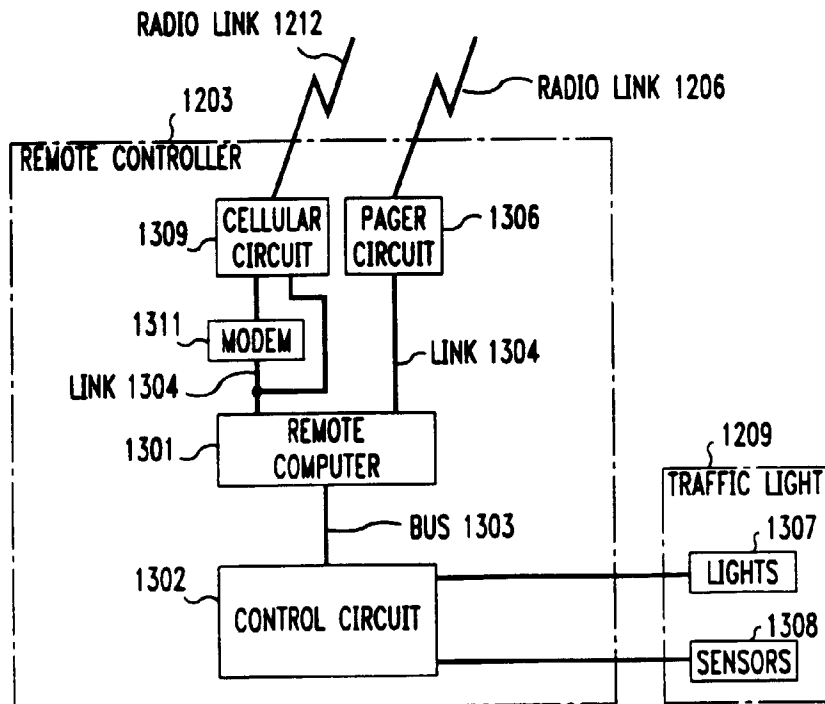 RADIO LINK 1212
RADIO LINK 1206
1203
REMOTE CONTROLLER
1309
CELLULAR
CIRCUIT
PAGER
CIRCUIT
1306
1311
MODEM
LINK 1304
LINK 1304
1301
REMOTE
COMPUTER
1209
TRAFFIC LIGHT
BUS 1303
1307
LIGHTS
1302
CONTROL CIRCUIT
1308
SENSORS